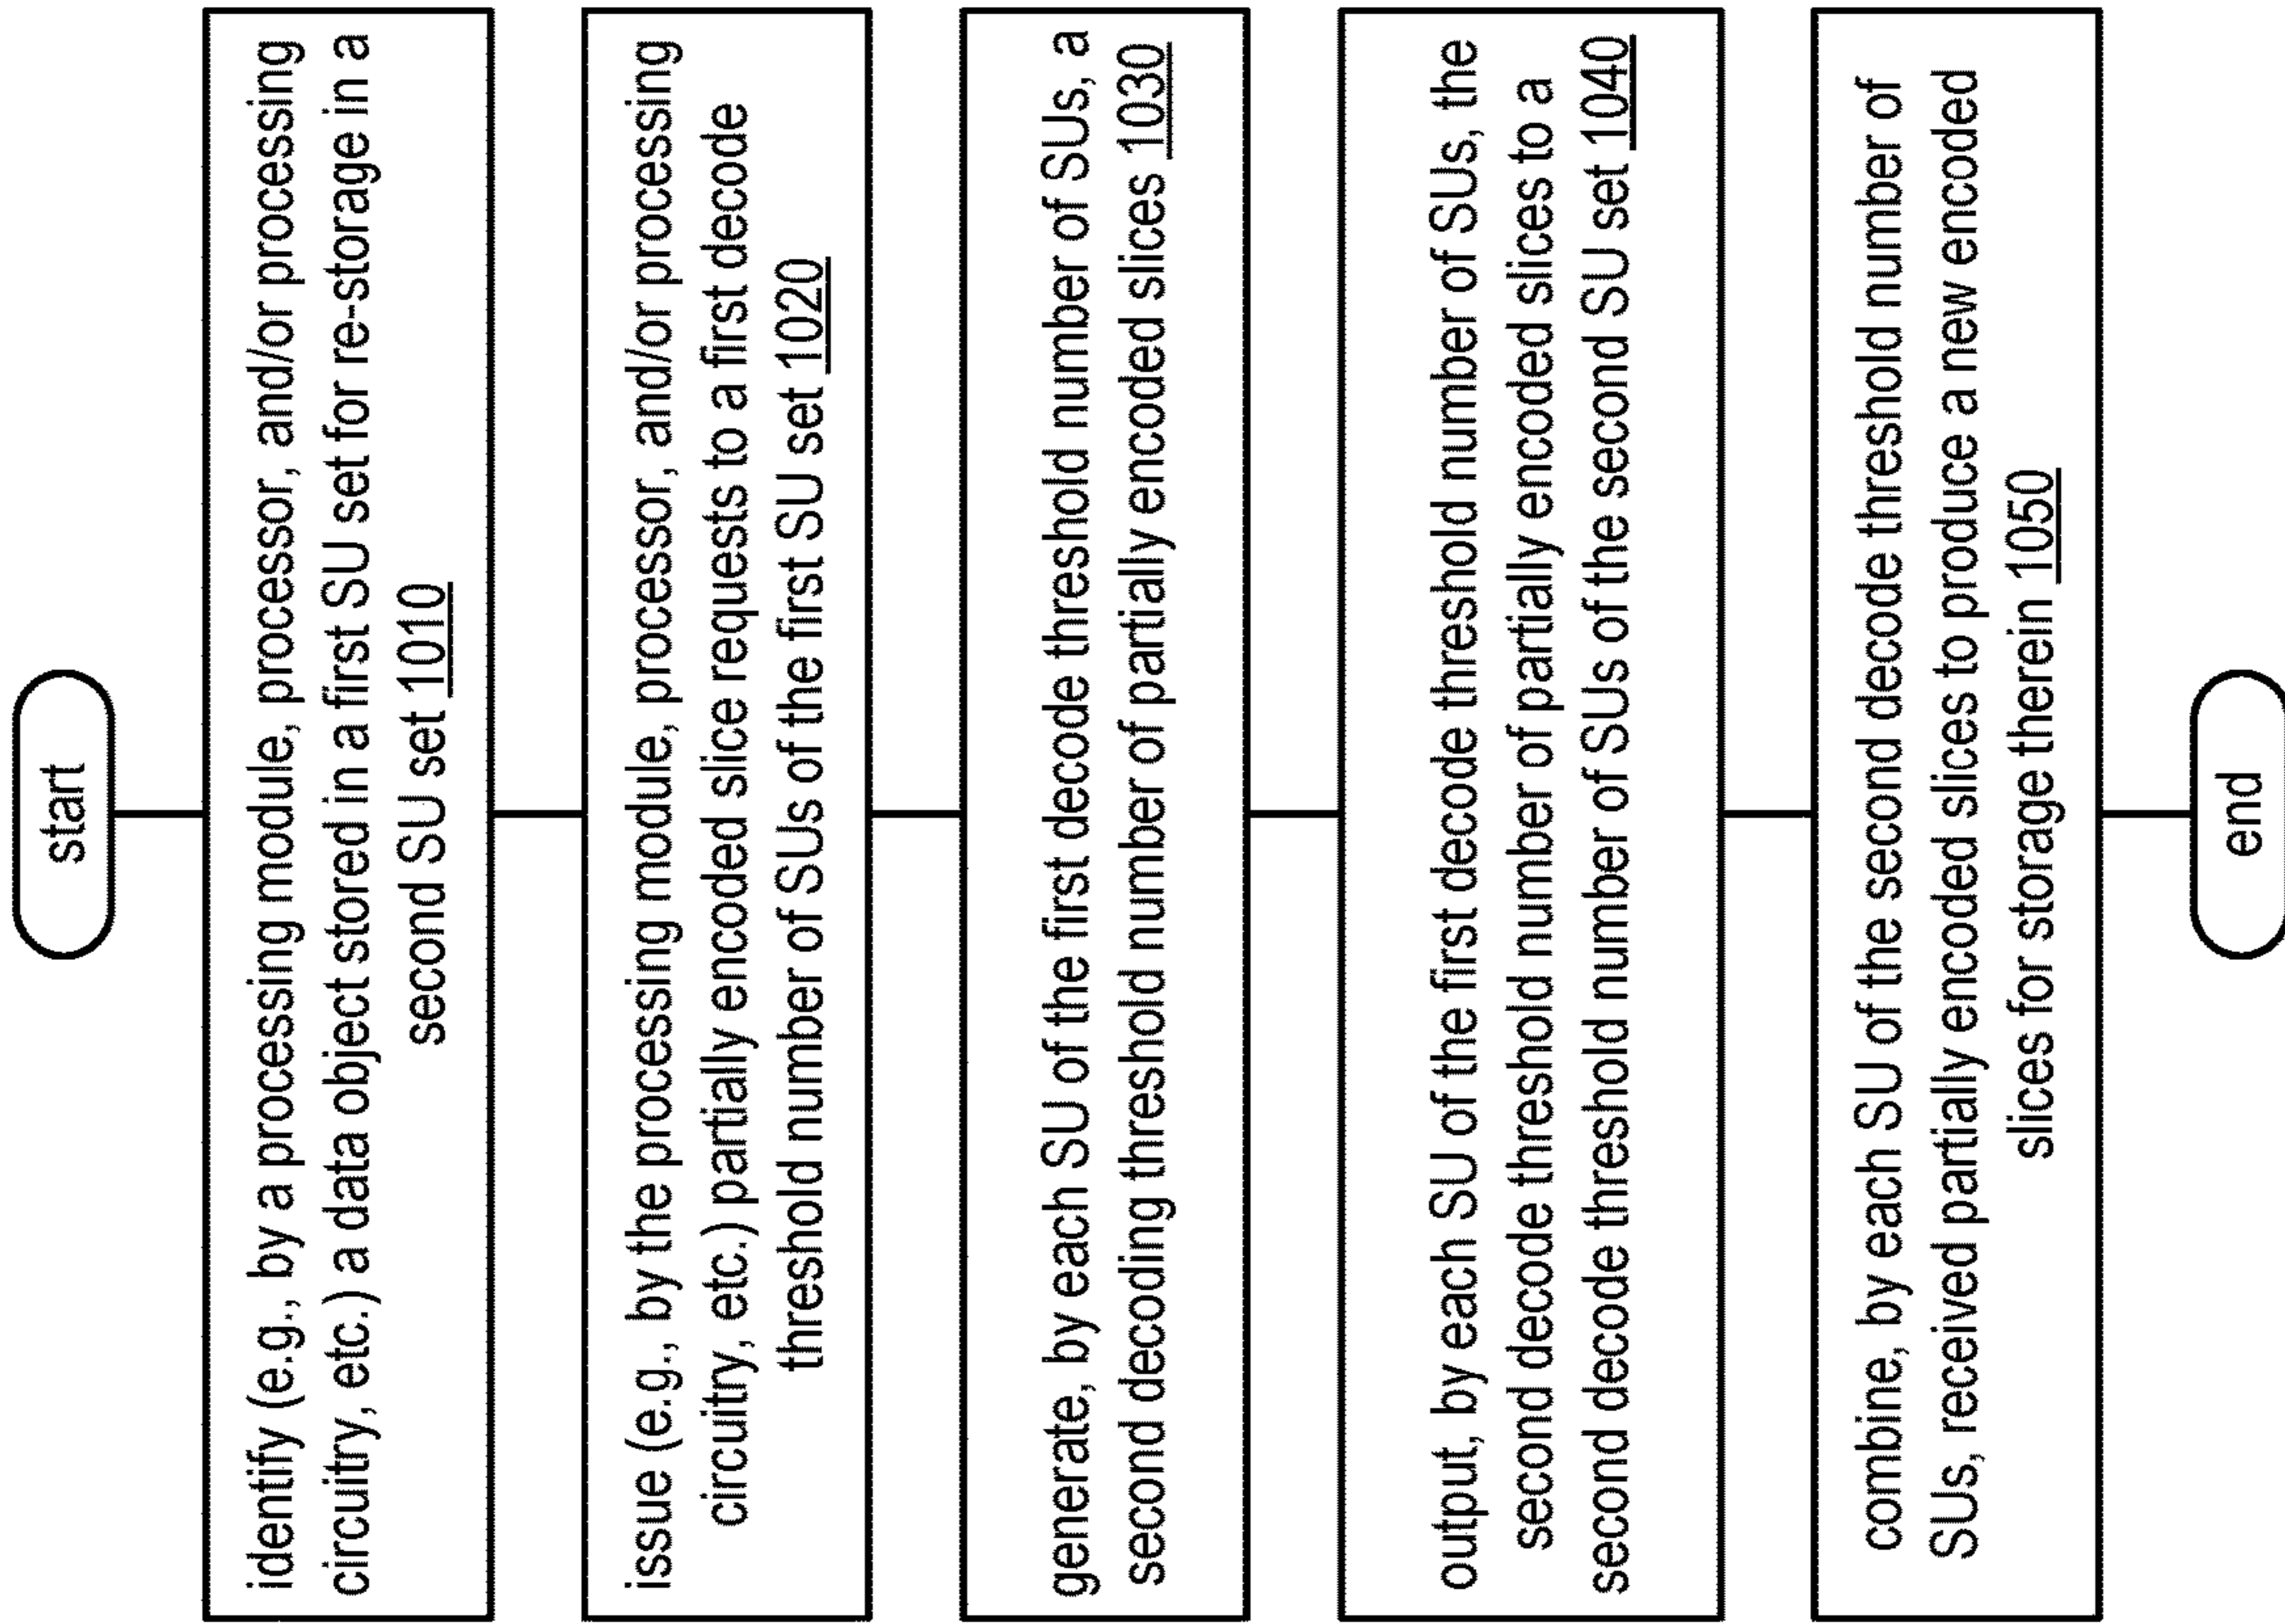 start
identify (e.g., by a processing module, processor, and/or processing
circuitry, etc.) a data object stored in a first SU set for re-storage in a
second SU set 1010
issue (e.g., by the processing module, processor, and/or processing
circuitry, etc.) partially encoded slice requests to a first decode
threshold number of SUs of the first SU set 1020
generate, by each SU of the first decode threshold number of SUs, a
second decoding threshold number of partially encoded slices 1030
output, by each SU of the first decode threshold number of SUs, the
second decode threshold number of partially encoded slices to a
second decode threshold number of SUs of the second SU set 1040
combine, by each SU of the second decode threshold number of
SUs, received partially encoded slices to produce a new encoded
slices for storage therein 1050
end